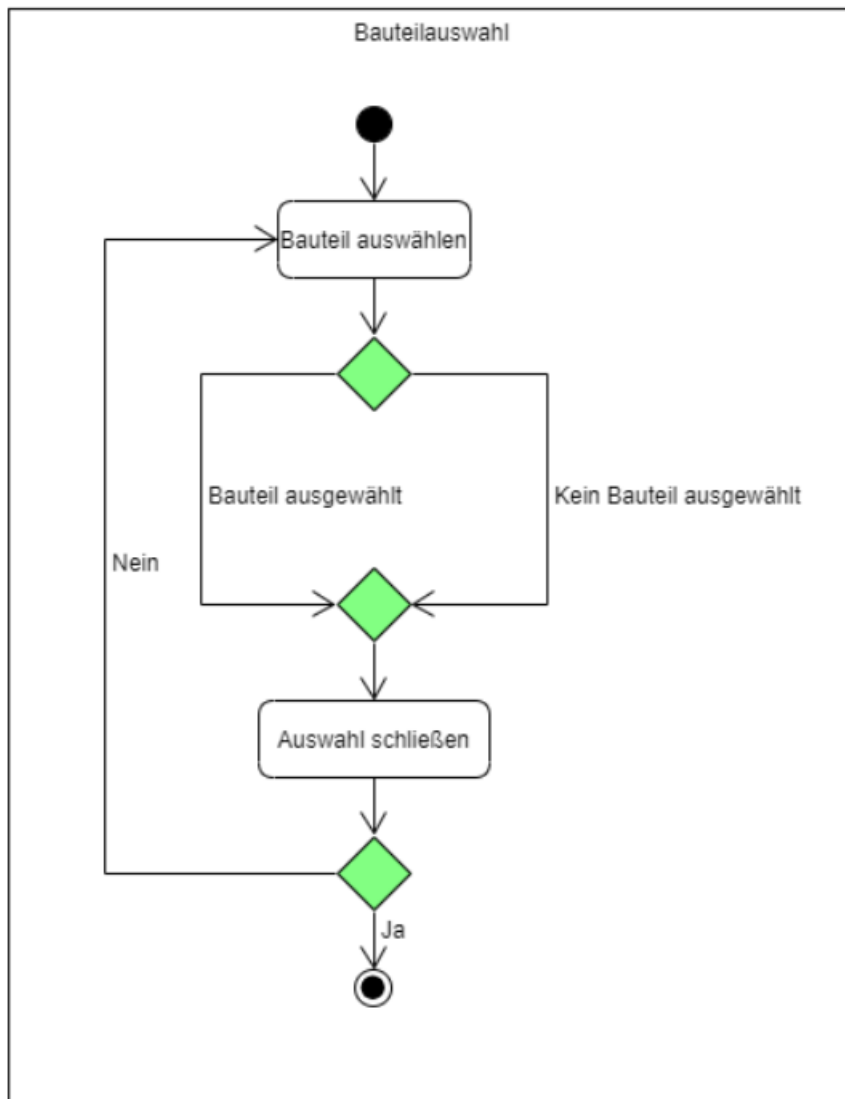 Bauteilauswahl
Bauteil auswählen
Bauteil ausgewählt
Kein Bauteil ausgewählt
Nein
Auswahl schließen
Ja